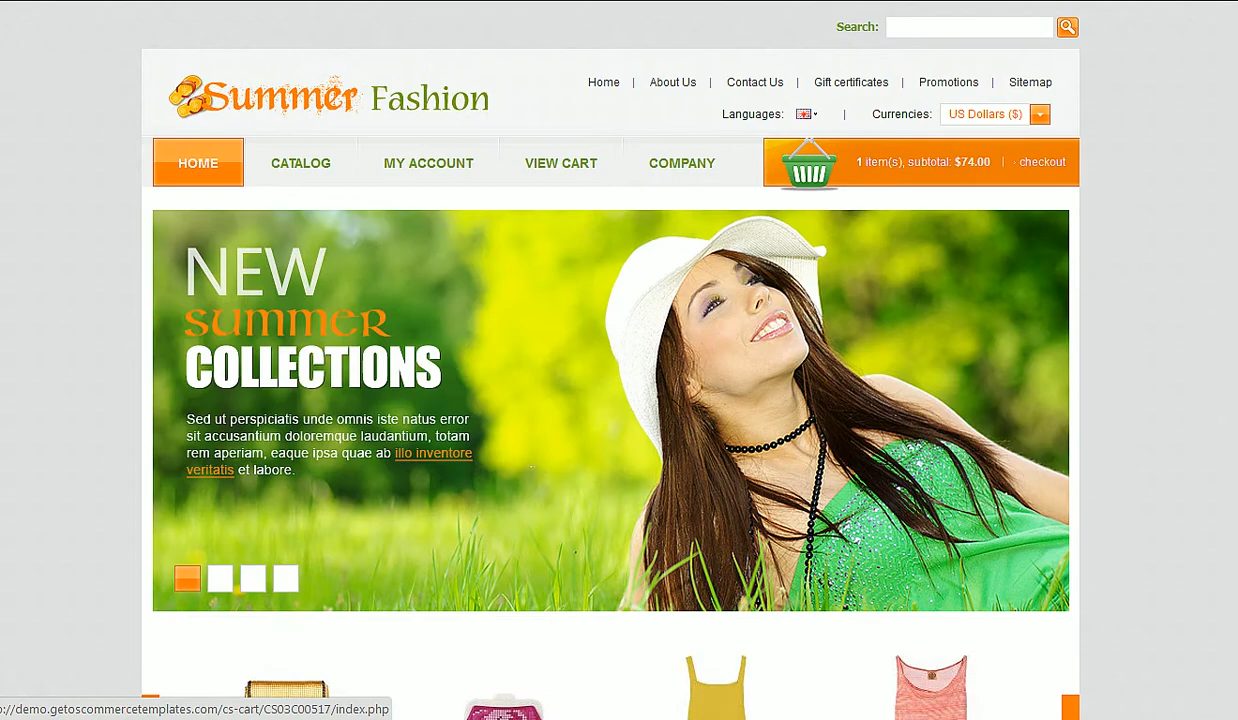 Search:
Summer Fashion
Home | About Us | Contact Us | Gift certificates | Promotions | Sitemap
Languages: | Currencies: US Dollars ($)
HOME CATALOG MY ACCOUNT VIEW CART COMPANY
1 item(s), subtotal: $74.00 | · checkout
NEW
summer
COLLECTIONS
Sed ut perspiciatis unde omnis iste natus error
sit accusantium doloremque laudantium, totam
rem aperiam, eaque ipsa quae ab illo inventore
veritatis et labore.
://demo.getoscommercetemplates.com/cs-cart/CS03C00517/index.php